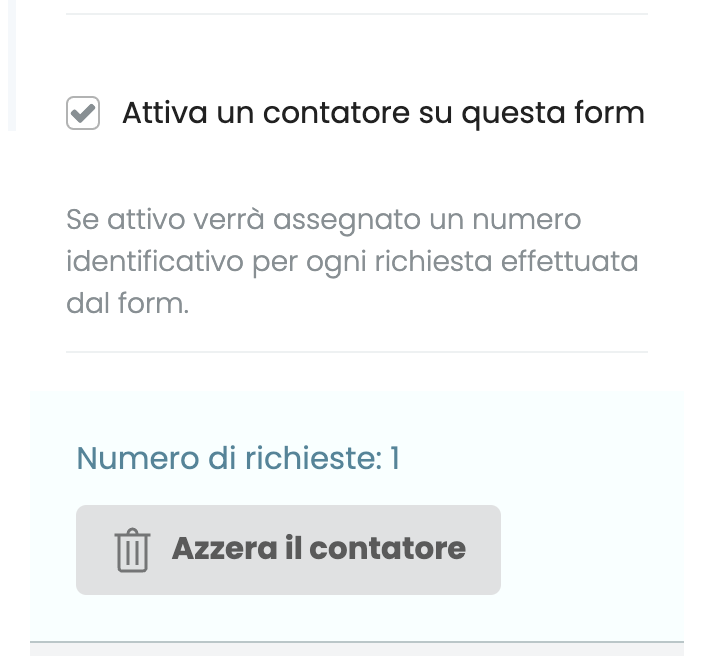 Attiva un contatore su questa form
Se attivo verrà assegnato un numero
identificativo per ogni richiesta effettuata
dal form.
Numero di richieste: 1
Azzera il contatore